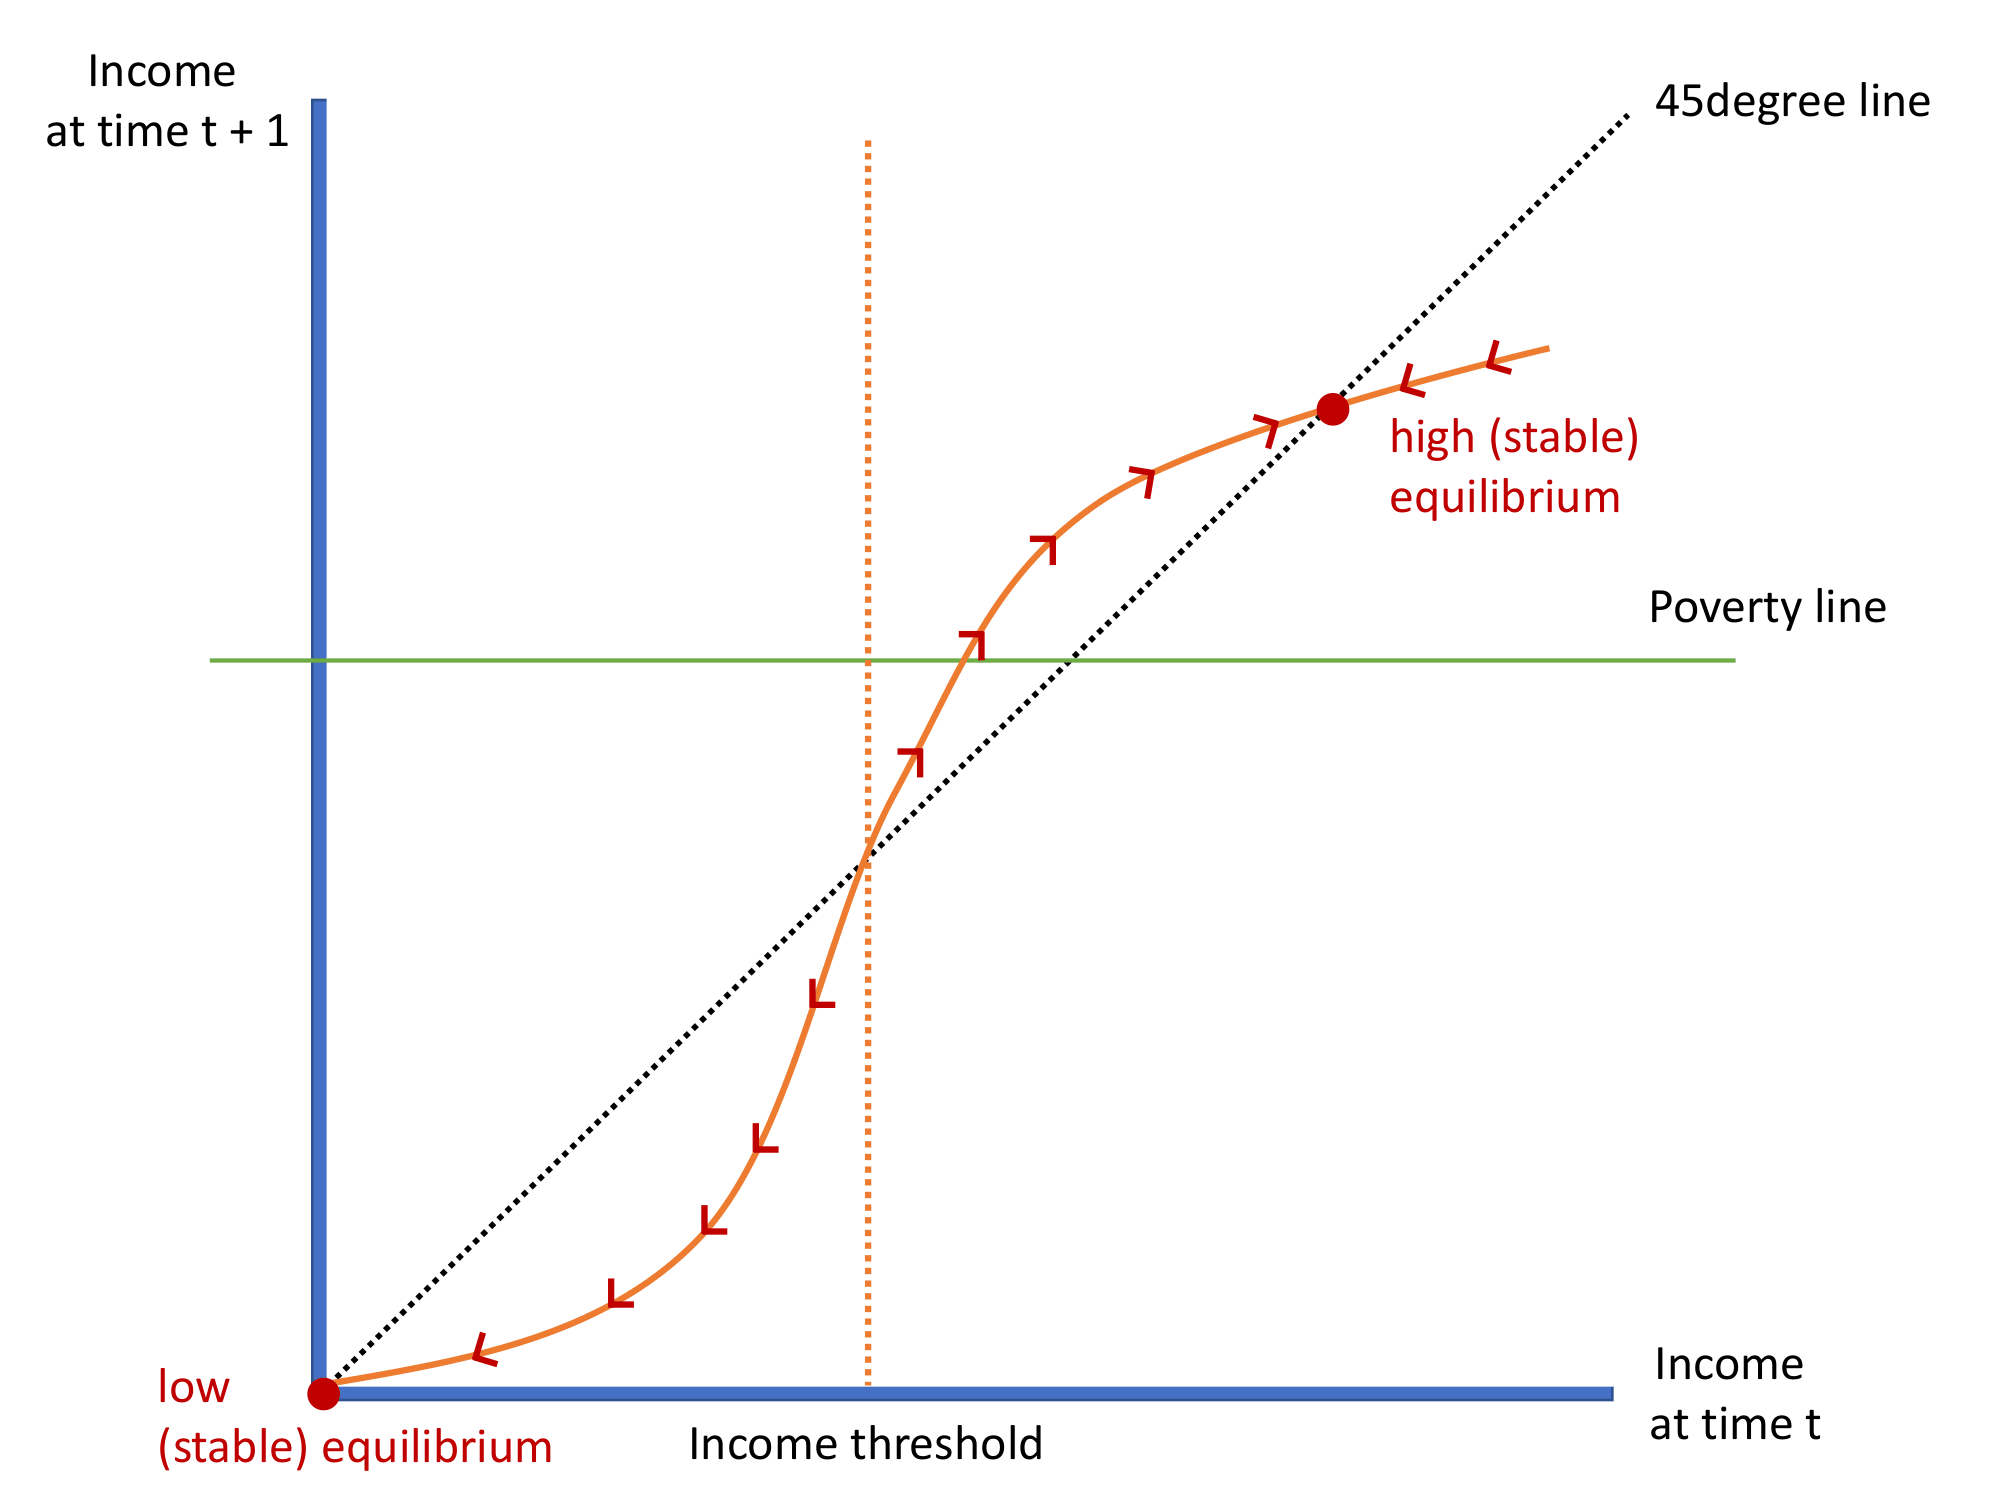 Income
at time t + 1
45degree line
high (stable)
equilibrium
Poverty line
low
(stable) equilibrium
Income threshold
Income
at time t